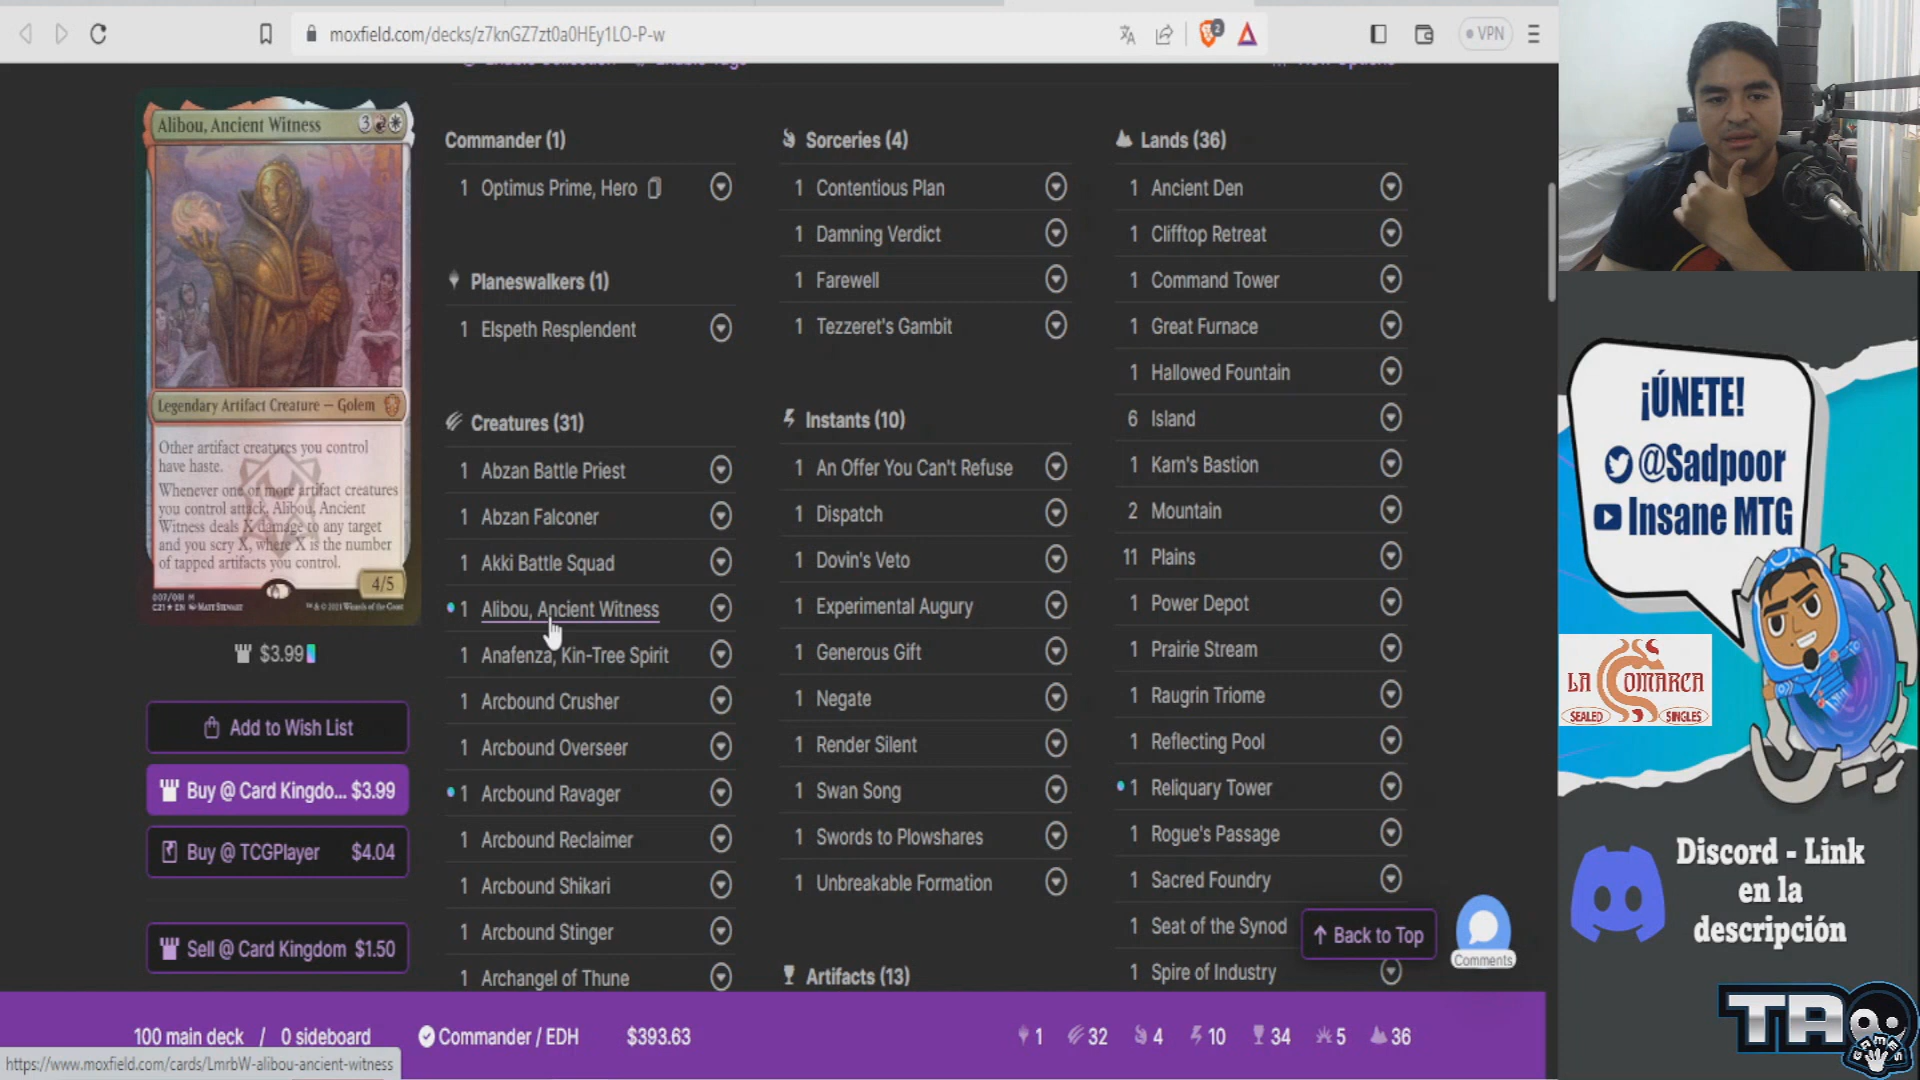 moxfield.com/decks/z7knGZ7zt0a0HEy1LO-P-w
2
VPN
Alibou, Ancient Witness
3
Legendary Artifact Creature — Golem
Other artifact creatures you control
have haste.
Whenever one or more artifact creatures
you control attack, Alibou, Ancient
Witness deals X damage to any target
and you scry X, where X is the number
of tapped artifacts you control.
4/5
007/081 M
C21 ★ EN
$3.99
Add to Wish List
Buy @ Card Kingdo... $3.99
Buy @ TCGPlayer $4.04
Sell @ Card Kingdom $1.50
Commander (1)
1 Optimus Prime, Hero
Planeswalkers (1)
1 Elspeth Resplendent
Creatures (31)
1 Abzan Battle Priest
1 Abzan Falconer
1 Akki Battle Squad
1 Alibou, Ancient Witness
1 Anafenza, Kin-Tree Spirit
1 Arcbound Crusher
1 Arcbound Overseer
1 Arcbound Ravager
1 Arcbound Reclaimer
1 Arcbound Shikari
1 Arcbound Stinger
1 Archangel of Thune
Sorceries (4)
1 Contentious Plan
1 Damning Verdict
1 Farewell
1 Tezzeret's Gambit
Instants (10)
1 An Offer You Can't Refuse
1 Dispatch
1 Dovin's Veto
1 Experimental Augury
1 Generous Gift
1 Negate
1 Render Silent
1 Swan Song
1 Swords to Plowshares
1 Unbreakable Formation
Artifacts (13)
Lands (36)
1 Ancient Den
1 Clifftop Retreat
1 Command Tower
1 Great Furnace
1 Hallowed Fountain
6 Island
1 Karn's Bastion
2 Mountain
11 Plains
1 Power Depot
1 Prairie Stream
1 Raugrin Triome
1 Reflecting Pool
1 Reliquary Tower
1 Rogue's Passage
1 Sacred Foundry
1 Seat of the Synod
1 Spire of Industry
Back to Top
Comments
100 main deck / 0 sideboard
Commander / EDH
$393.63
1 32 4 10 34 5 36
https://www.moxfield.com/cards/LmrbW-alibou-ancient-witness
¡ÚNETE!
@Sadpoor
Insane MTG
LA COMARCA
SEALED SINGLES
Discord - Link
en la
descripción
TAO
GAMES